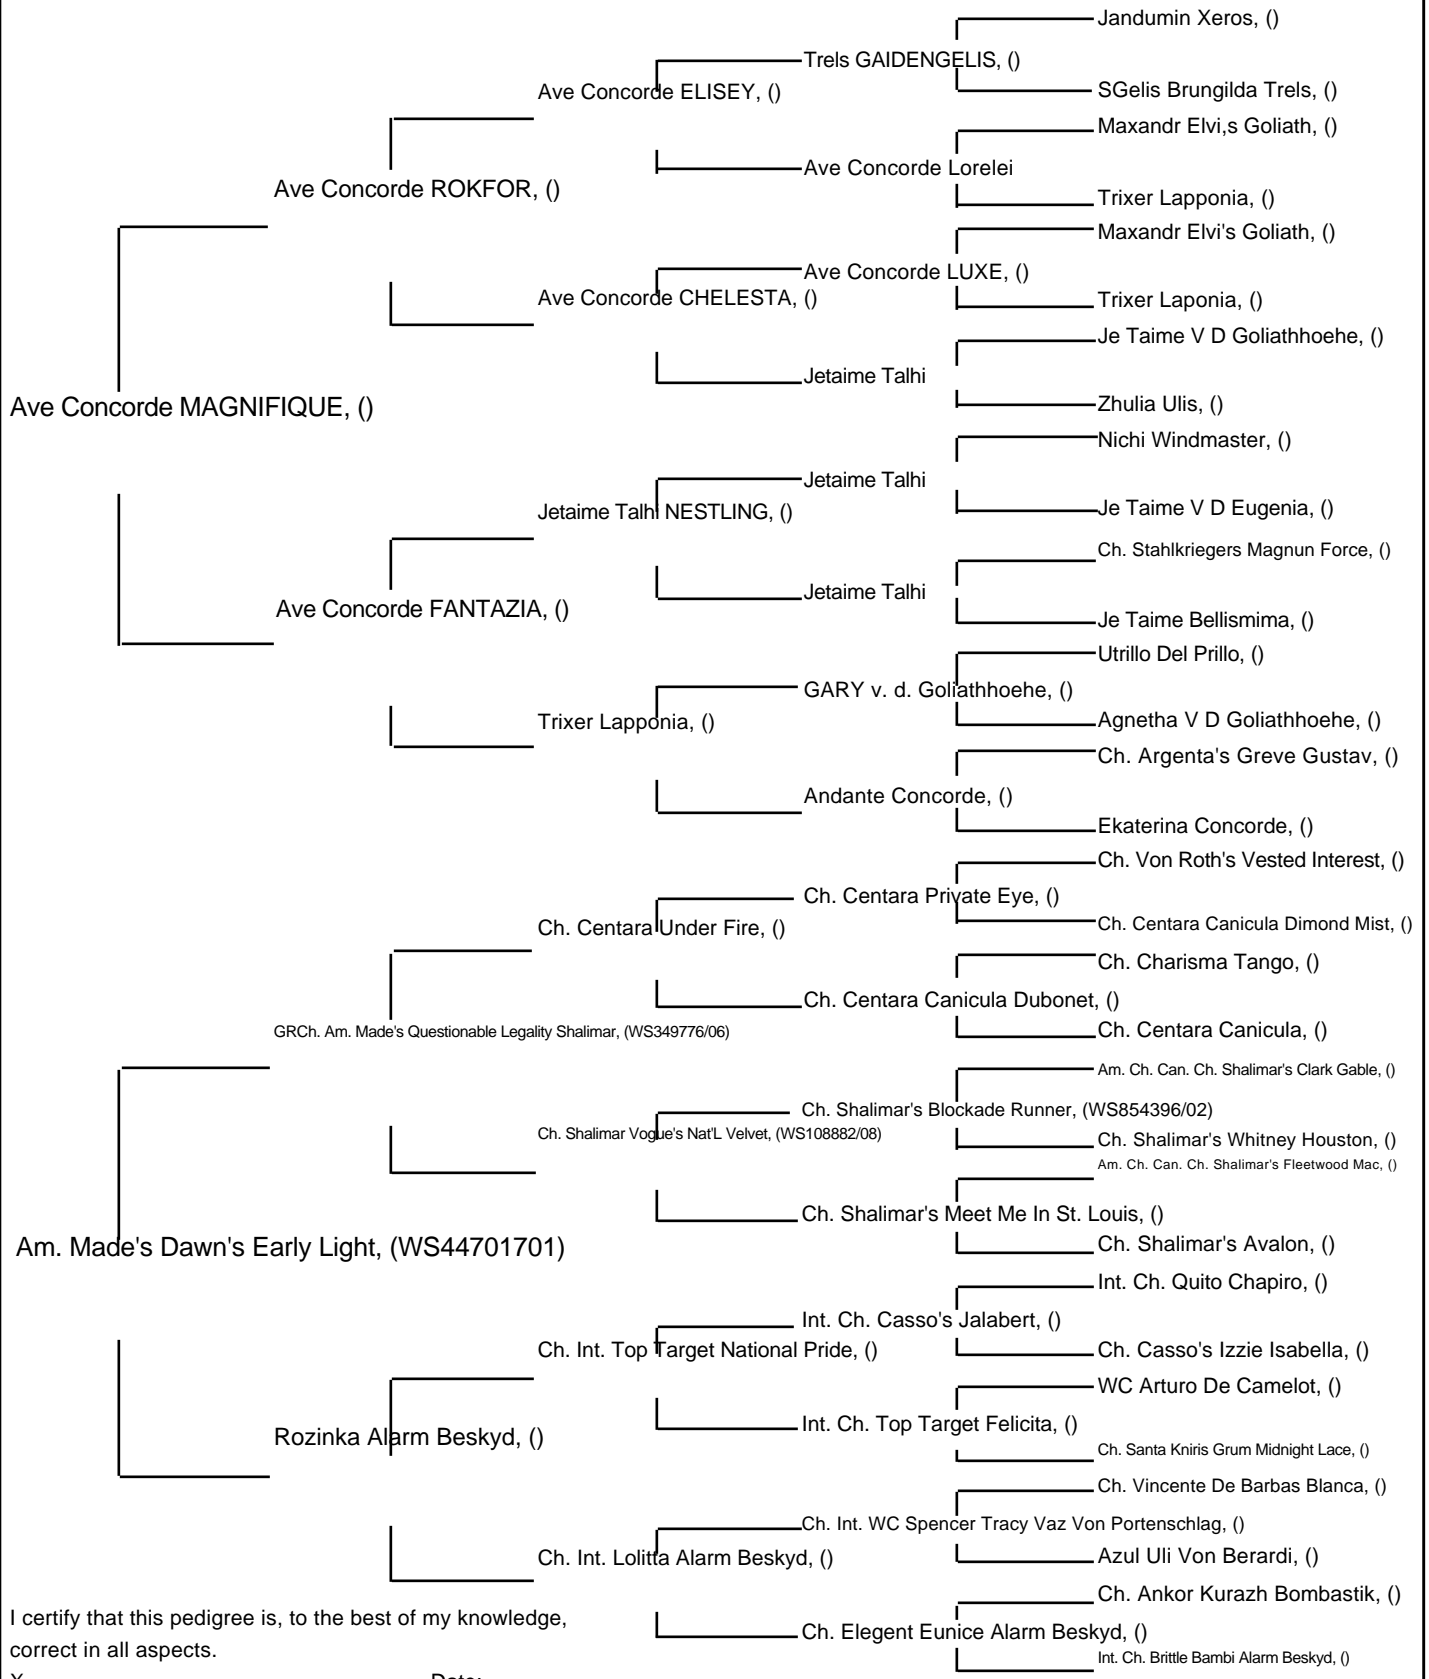 Jandumin Xeros, ()
Trels GAIDENGELIS, ()
Ave Concorde ELISEY, ()
SGelis Brungilda Trels, ()
Maxandr Elvi,s Goliath, ()
Ave Concorde Lorelei
Ave Concorde ROKFOR, ()
Trixer Lapponia, ()
Maxandr Elvi's Goliath, ()
Ave Concorde LUXE, ()
Ave Concorde CHELESTA, ()
Trixer Laponia, ()
Je Taime V D Goliathhoehe, ()
Jetaime Talhi
Ave Concorde MAGNIFIQUE, ()
Zhulia Ulis, ()
Nichi Windmaster, ()
Jetaime Talhi
Jetaime Talhi NESTLING, ()
Je Taime V D Eugenia, ()
Ch. Stahlkriegers Magnun Force, ()
Jetaime Talhi
Ave Concorde FANTAZIA, ()
Je Taime Bellismima, ()
Utrillo Del Prillo, ()
GARY v. d. Goliathhoehe, ()
Trixer Lapponia, ()
Agnetha V D Goliathhoehe, ()
Ch. Argenta's Greve Gustav, ()
Andante Concorde, ()
Ekaterina Concorde, ()
Ch. Von Roth's Vested Interest, ()
Ch. Centara Private Eye, ()
Ch. Centara Under Fire, ()
Ch. Centara Canicula Dimond Mist, ()
Ch. Charisma Tango, ()
Ch. Centara Canicula Dubonet, ()
GRCh. Am. Made's Questionable Legality Shalimar, (WS349776/06)
Ch. Centara Canicula, ()
Am. Ch. Can. Ch. Shalimar's Clark Gable, ()
Ch. Shalimar's Blockade Runner, (WS854396/02)
Ch. Shalimar Vogue's Nat'L Velvet, (WS108882/08)
Ch. Shalimar's Whitney Houston, ()
Am. Ch. Can. Ch. Shalimar's Fleetwood Mac, ()
Ch. Shalimar's Meet Me In St. Louis, ()
Am. Made's Dawn's Early Light, (WS44701701)
Ch. Shalimar's Avalon, ()
Int. Ch. Quito Chapiro, ()
Int. Ch. Casso's Jalabert, ()
Ch. Int. Top Target National Pride, ()
Ch. Casso's Izzie Isabella, ()
WC Arturo De Camelot, ()
Int. Ch. Top Target Felicita, ()
Rozinka Alarm Beskyd, ()
Ch. Santa Kniris Grum Midnight Lace, ()
Ch. Vincente De Barbas Blanca, ()
Ch. Int. WC Spencer Tracy Vaz Von Portenschlag, ()
Ch. Int. Lolitta Alarm Beskyd, ()
Azul Uli Von Berardi, ()
Ch. Ankor Kurazh Bombastik, ()
Ch. Elegent Eunice Alarm Beskyd, ()
Int. Ch. Brittle Bambi Alarm Beskyd, ()
I certify that this pedigree is, to the best of my knowledge,
correct in all aspects.
X Date: